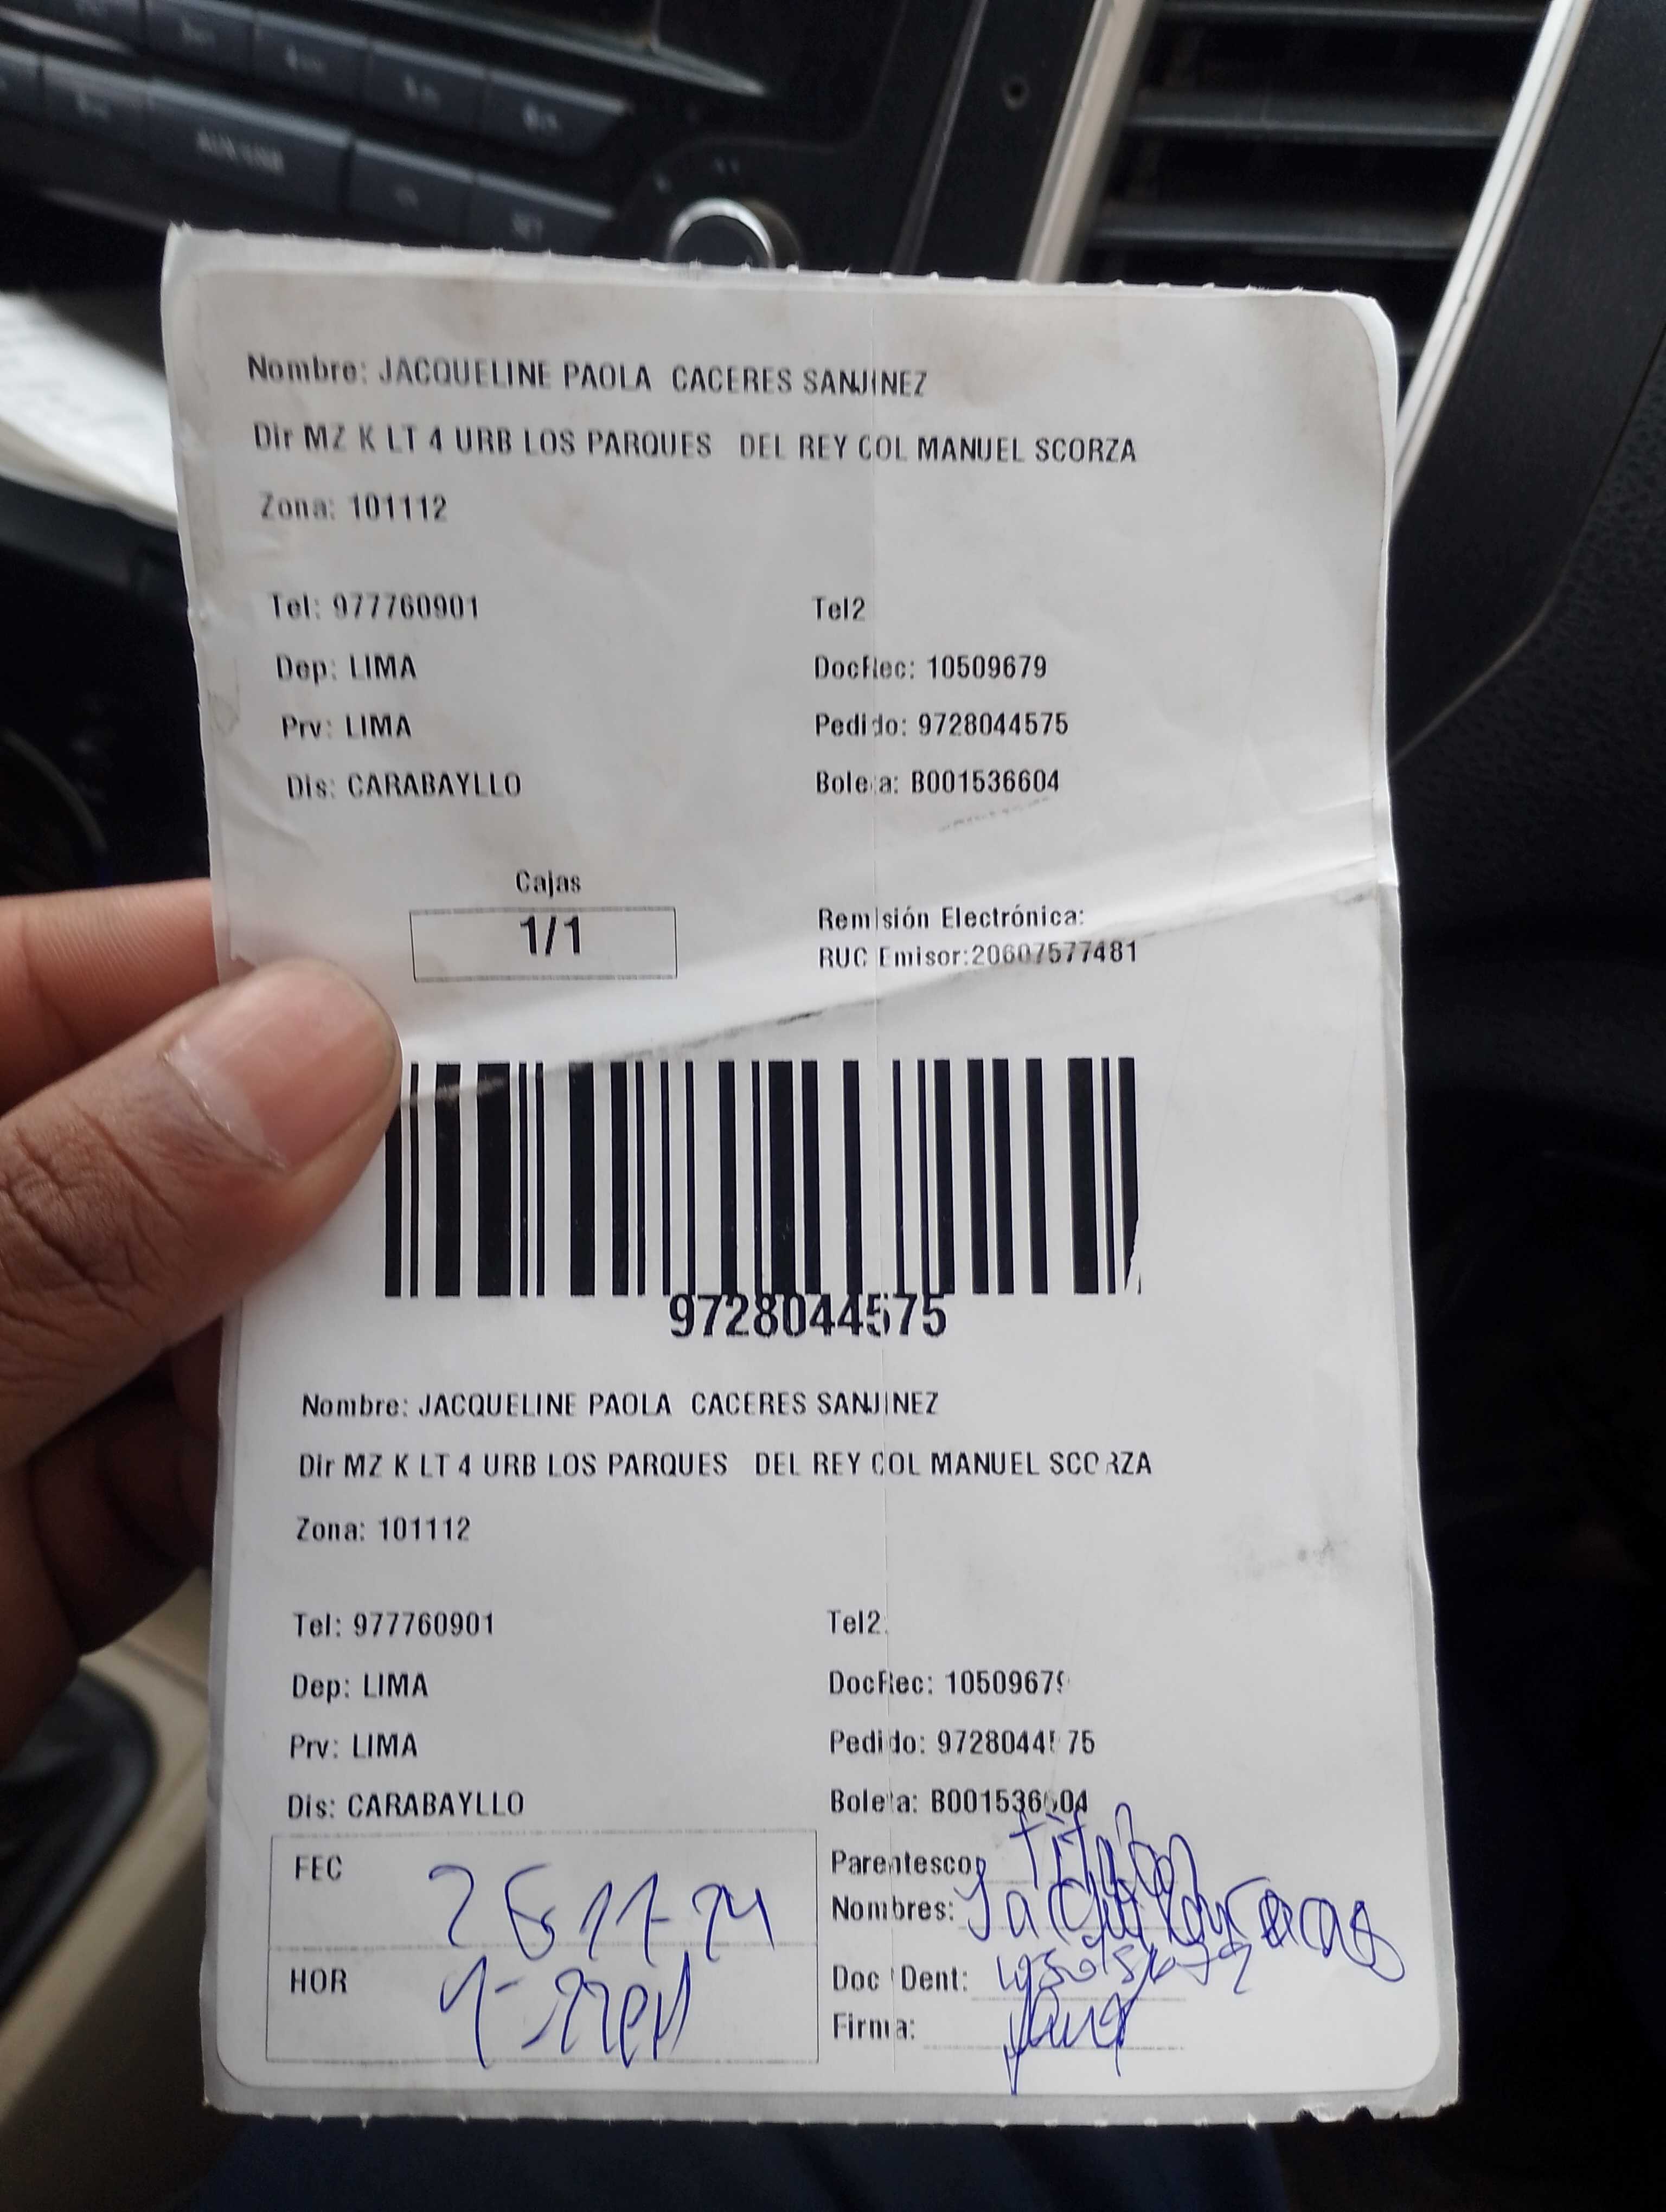 Nombre: JACQUELINE PAOLA CACERES SANJINEZ
Dir MZ K LT 4 URB LOS PARQUES DEL REY COL MANUEL SCORZA
Zona: 101112
Tel: 977760901 Tel2
Dep: LIMA DocRec: 10509679
Prv: LIMA Pedido: 9728044575
Dis: CARABAYLLO Boleta: B001536604
Cajas
1/1
Remisión Electrónica:
RUC Emisor:20607577481
9728044575
Nombre: JACQUELINE PAOLA CACERES SANJINEZ
Dir MZ K LT 4 URB LOS PARQUES DEL REY COL MANUEL SCORZA
Zona: 101112
Tel: 977760901 Tel2:
Dep: LIMA DocRec: 10509679
Prv: LIMA Pedido: 9728044575
Dis: CARABAYLLO Boleta: B001536604
FEC Parentesco: Titular
Nombres:
HOR Doc Dent:
Firma: